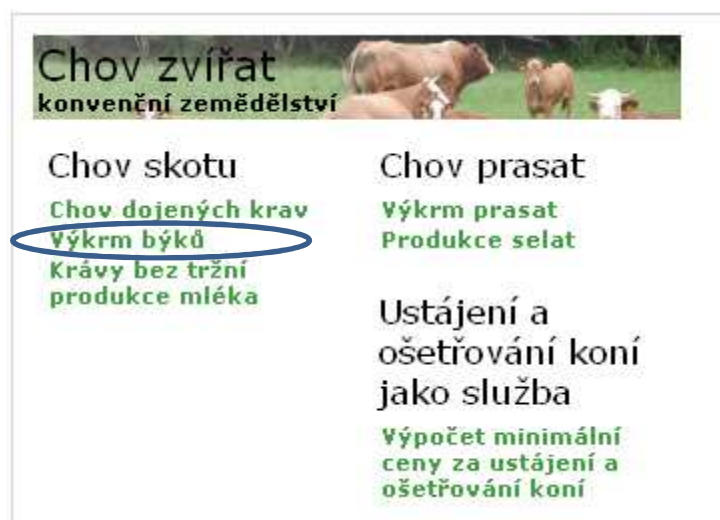 Chov zvířat
konvenční zemědělství
Chov skotu
Chov dojených krav
Výkrm býků
Krávy bez tržní
produkce mléka
Chov prasat
Výkrm prasat
Produkce selat
Ustájení a
ošetřování koní
jako služba
Výpočet minimální
ceny za ustájení a
ošetřování koní